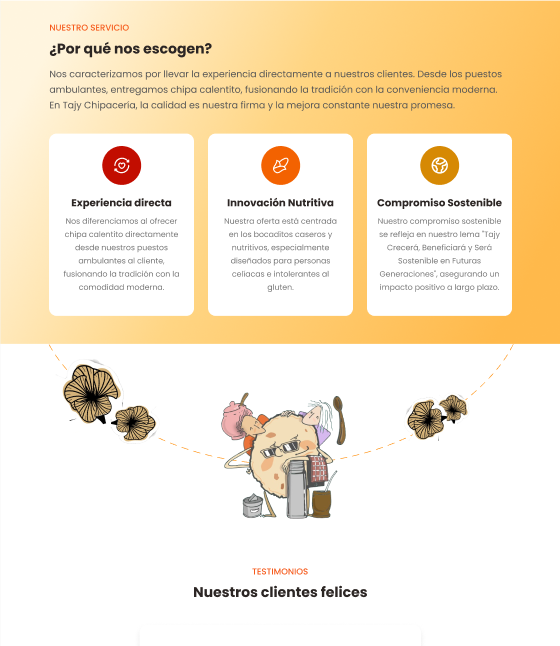 NUESTRO SERVICIO
¿Por qué nos escogen?
Nos caracterizamos por llevar la experiencia directamente a nuestros clientes. Desde los puestos
ambulantes, entregamos chipa calentito, fusionando la tradición con la conveniencia moderna.
En Tajy Chipacería, la calidad es nuestra firma y la mejora constante nuestra promesa.
Experiencia directa
Nos diferenciamos al ofrecer
chipa calentito directamente
desde nuestros puestos
ambulantes al cliente,
fusionando la tradición con la
comodidad moderna.
Innovación Nutritiva
Nuestra oferta está centrada
en los bocaditos caseros y
nutritivos, especialmente
diseñados para personas
celíacas e intolerantes al
gluten.
Compromiso Sostenible
Nuestro compromiso sostenible
se refleja en nuestro lema "Tajy
Crecerá, Beneficiará y Será
Sostenible en Futuras
Generaciones", asegurando un
impacto positivo a largo plazo.
TESTIMONIOS
Nuestros clientes felices